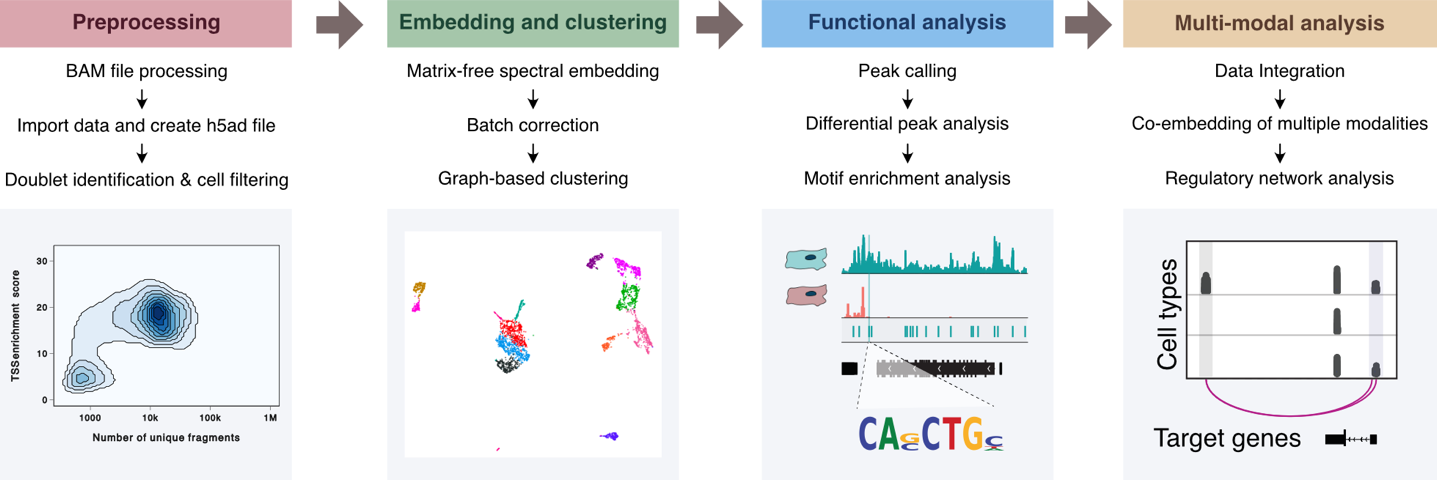 Preprocessing
BAM file processing
Import data and create h5ad file
Doublet identification & cell filtering
TSSenrichment score
30
20
10
0
1000 10k 100k 1M
Number of unique fragments
Embedding and clustering
Matrix-free spectral embedding
Batch correction
Graph-based clustering
Functional analysis
Peak calling
Differential peak analysis
Motif enrichment analysis
CAGCTGC
Multi-modal analysis
Data Integration
Co-embedding of multiple modalities
Regulatory network analysis
Cell types
Target genes